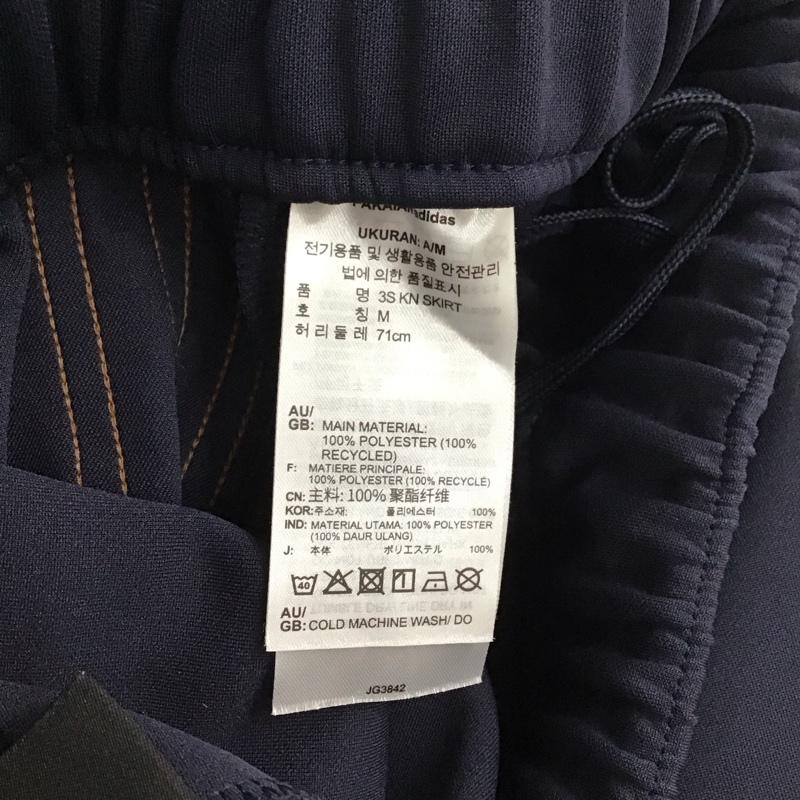 adidas
UKURAN: A/M
전기용품 및 생활용품 안전관리
법에 의한 품질표시
품 명 3S KN SKIRT
호 칭 M
허리둘레 71cm
AU/
GB: MAIN MATERIAL:
100% POLYESTER (100%
RECYCLED)
F: MATIERE PRINCIPALE:
100% POLYESTER (100% RECYCLE)
CN: 主料: 100% 聚酯纤维
KOR: 주소재: 폴리에스터 100%
IND: MATERIAL UTAMA: 100% POLYESTER
(100% DAUR ULANG)
J: 本体 ポリエステル 100%
40
AU/
GB: COLD MACHINE WASH/ DO
JG3842